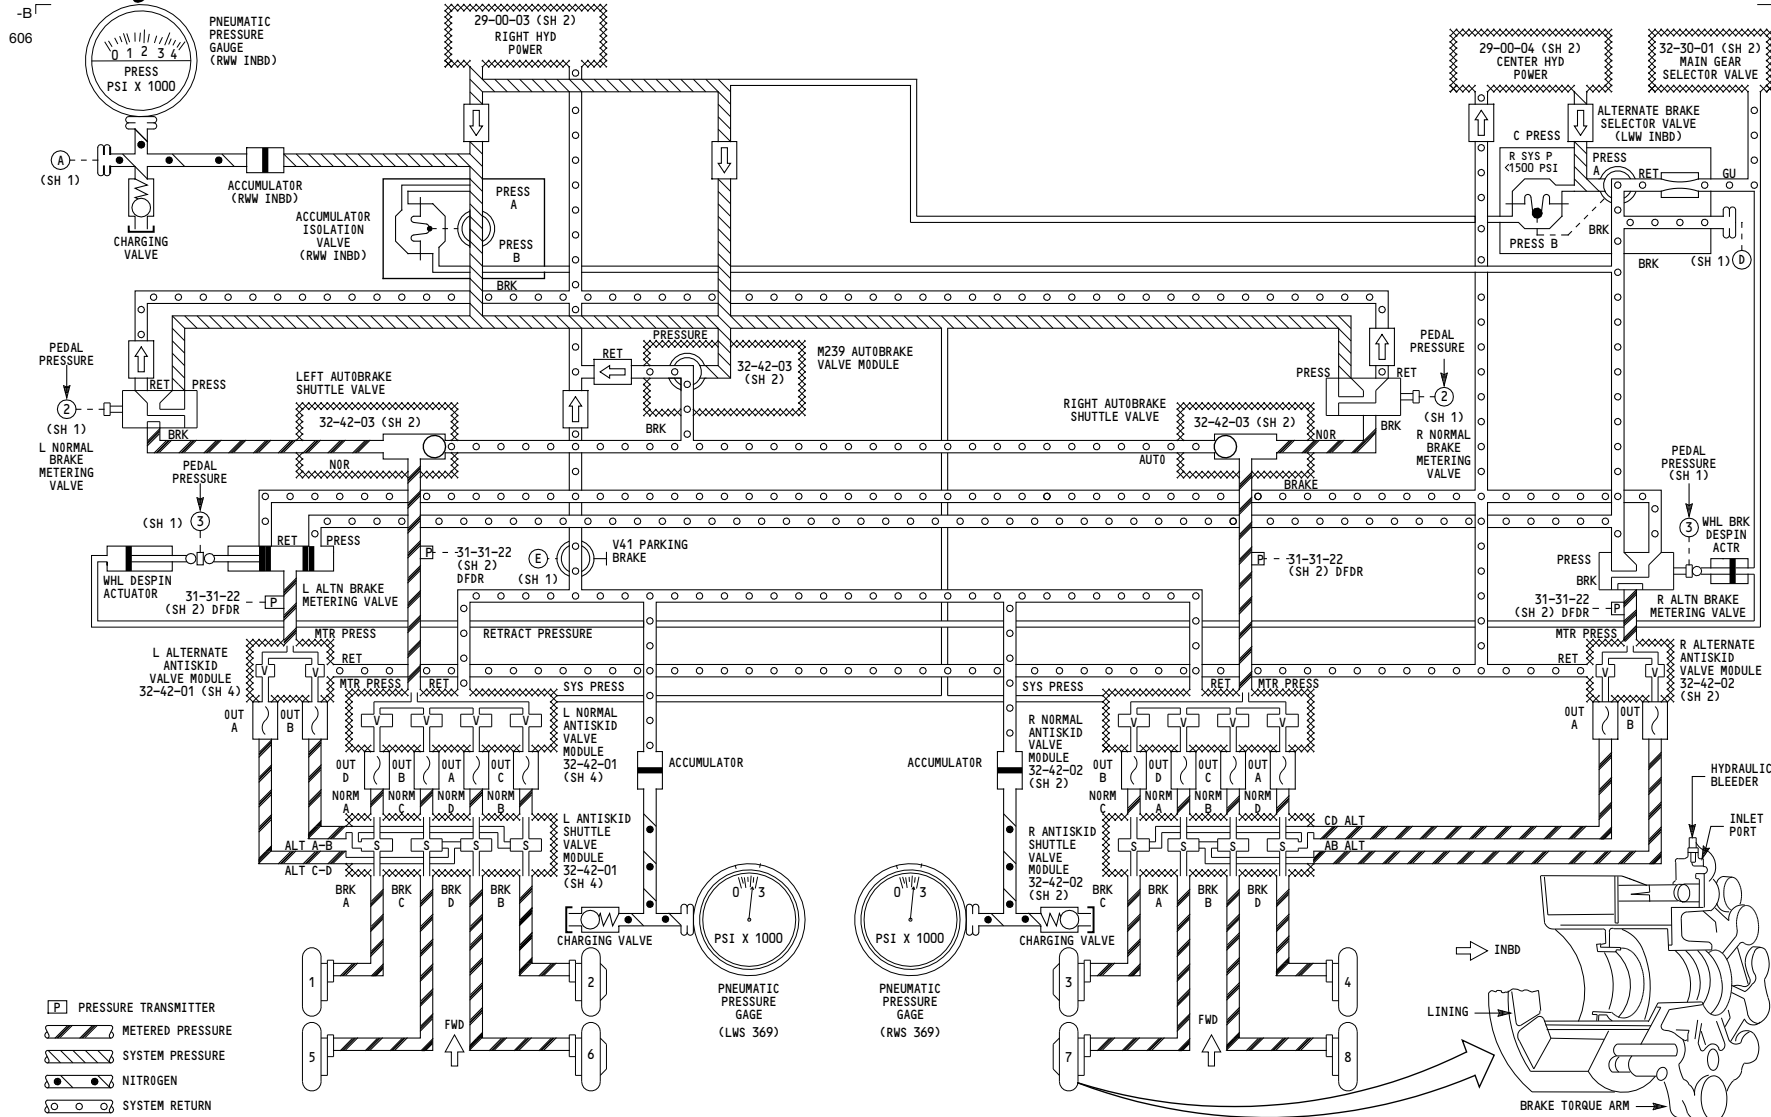 -B
606
PNEUMATIC
PRESSURE
GAUGE
(RWW INBD)
0 1 2 3 4
PRESS
PSI X 1000
29-00-03 (SH 2)
RIGHT HYD
POWER
29-00-04 (SH 2)
CENTER HYD
POWER
32-30-01 (SH 2)
MAIN GEAR
SELECTOR VALVE
A
(SH 1)
ACCUMULATOR
(RWW INBD)
CHARGING
VALVE
ACCUMULATOR
ISOLATION
VALVE
(RWW INBD)
PRESS
A
PRESS
B
BRK
C PRESS
ALTERNATE BRAKE
SELECTOR VALVE
(LWW INBD)
R SYS P
<1500 PSI
PRESS
A
RET
GU
PRESS B
BRK
BRK
(SH 1) D
PEDAL
PRESSURE
2
(SH 1)
L NORMAL
BRAKE
METERING
VALVE
RET
PRESS
BRK
LEFT AUTOBRAKE
SHUTTLE VALVE
32-42-03 (SH 2)
NOR
PRESSURE
RET
32-42-03
(SH 2)
M239 AUTOBRAKE
VALVE MODULE
BRK
RIGHT AUTOBRAKE
SHUTTLE VALVE
32-42-03 (SH 2)
AUTO
NOR
BRAKE
PRESS
RET
BRK
PEDAL
PRESSURE
2
(SH 1)
R NORMAL
BRAKE
METERING
VALVE
PEDAL
PRESSURE
(SH 1) 3
RET
PRESS
WHL DESPIN
ACTUATOR
31-31-22
(SH 2) DFDR
P
L ALTN BRAKE
METERING VALVE
P
31-31-22
(SH 2)
DFDR
E
(SH 1)
V41 PARKING
BRAKE
P
31-31-22
(SH 2) DFDR
PEDAL
PRESSURE
(SH 1)
3
WHL BRK
DESPIN
ACTR
PRESS
BRK
31-31-22
(SH 2) DFDR
P
R ALTN BRAKE
METERING VALVE
MTR PRESS
RETRACT PRESSURE
MTR PRESS
L ALTERNATE
ANTISKID
VALVE MODULE
32-42-01 (SH 4)
V V
RET
MTR PRESS
RET
SYS PRESS
SYS PRESS
RET
MTR PRESS
RET
V V
R ALTERNATE
ANTISKID
VALVE MODULE
32-42-02
(SH 2)
OUT
A
OUT
B
V V V V
L NORMAL
ANTISKID
VALVE
MODULE
32-42-01
(SH 4)
R NORMAL
ANTISKID
VALVE
MODULE
32-42-02
(SH 2)
V V V V
OUT
A
OUT
B
OUT
D
OUT
B
OUT
A
OUT
C
ACCUMULATOR
ACCUMULATOR
OUT
B
OUT
D
OUT
C
OUT
A
NORM
A
NORM
C
NORM
D
NORM
B
NORM
C
NORM
A
NORM
B
NORM
D
ALT A-B
ALT C-D
S S S S
L ANTISKID
SHUTTLE
VALVE
MODULE
32-42-01
(SH 4)
R ANTISKID
SHUTTLE
VALVE
MODULE
32-42-02
(SH 2)
S S S S
CD ALT
AB ALT
HYDRAULIC
BLEEDER
INLET
PORT
BRK
A
BRK
C
BRK
D
BRK
B
BRK
C
BRK
A
BRK
B
BRK
D
CHARGING VALVE
0 3
PSI X 1000
PNEUMATIC
PRESSURE
GAGE
(LWS 369)
0 3
PSI X 1000
PNEUMATIC
PRESSURE
GAGE
(RWS 369)
CHARGING VALVE
1
2
3
4
5
6
7
8
FWD
FWD
INBD
LINING
BRAKE TORQUE ARM
P PRESSURE TRANSMITTER
METERED PRESSURE
SYSTEM PRESSURE
NITROGEN
SYSTEM RETURN